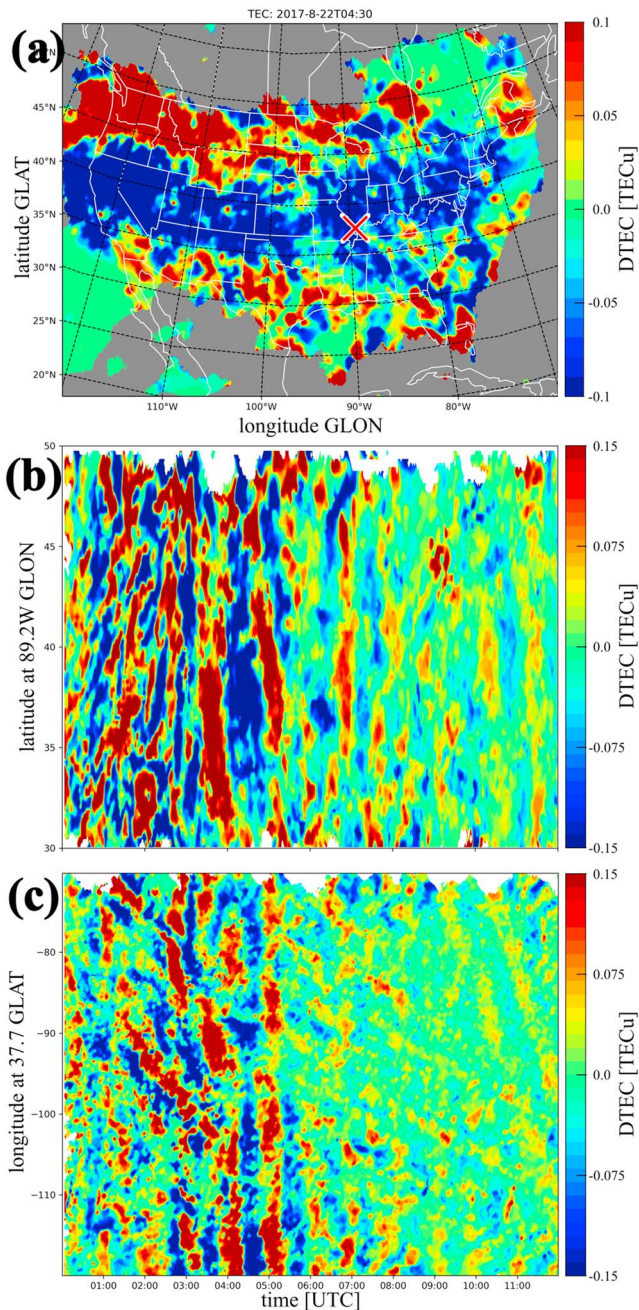 TEC: 2017-8-22T04:30
(a)
45°N
40°N
35°N
30°N
25°N
20°N
latitude GLAT
110°W
100°W
90°W
80°W
longitude GLON
0.1
0.05
0.0
-0.05
-0.1
DTEC [TECu]
(b)
50
45
40
35
30
latitude at 89.2W GLON
0.15
0.075
0.0
-0.075
-0.15
DTEC [TECu]
(c)
-80
-90
-100
-110
longitude at 37.7 GLAT
01:00 02:00 03:00 04:00 05:00 06:00 07:00 08:00 09:00 10:00 11:00
time [UTC]
0.15
0.075
0.0
-0.075
-0.15
DTEC [TECu]